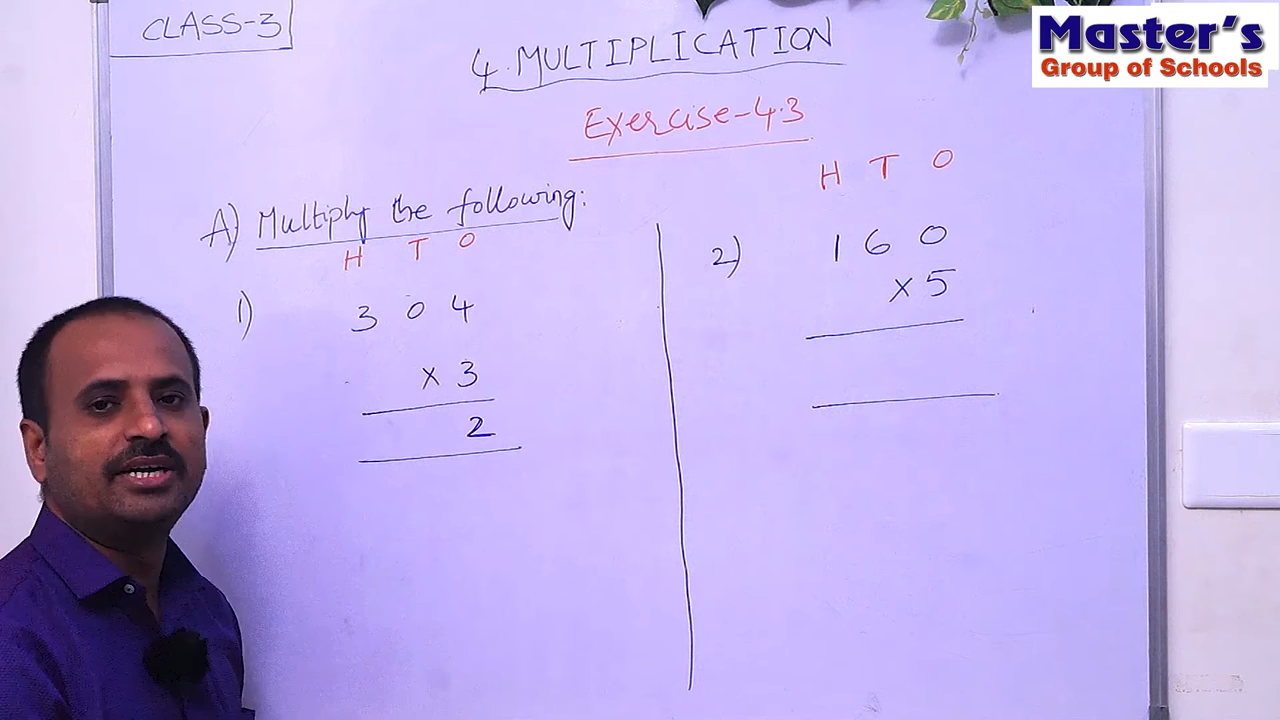 CLASS-3
4. MULTIPLICATION
Master's
Group of Schools
Exercise-4.3
A) Multiply the following:
H T O
1) 3 0 4
x 3
2
H T O
2) 1 6 0
x 5